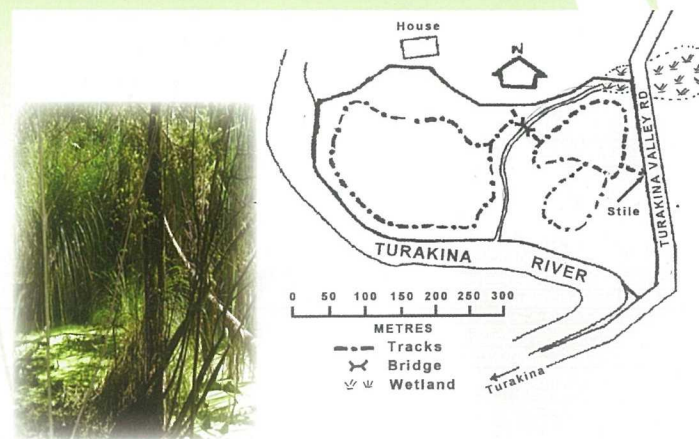 House
N
TURAKINA VALLEY RD
Stile
TURAKINA RIVER
0 50 100 150 200 250 300
METRES
Tracks
Bridge
Wetland
Turakina